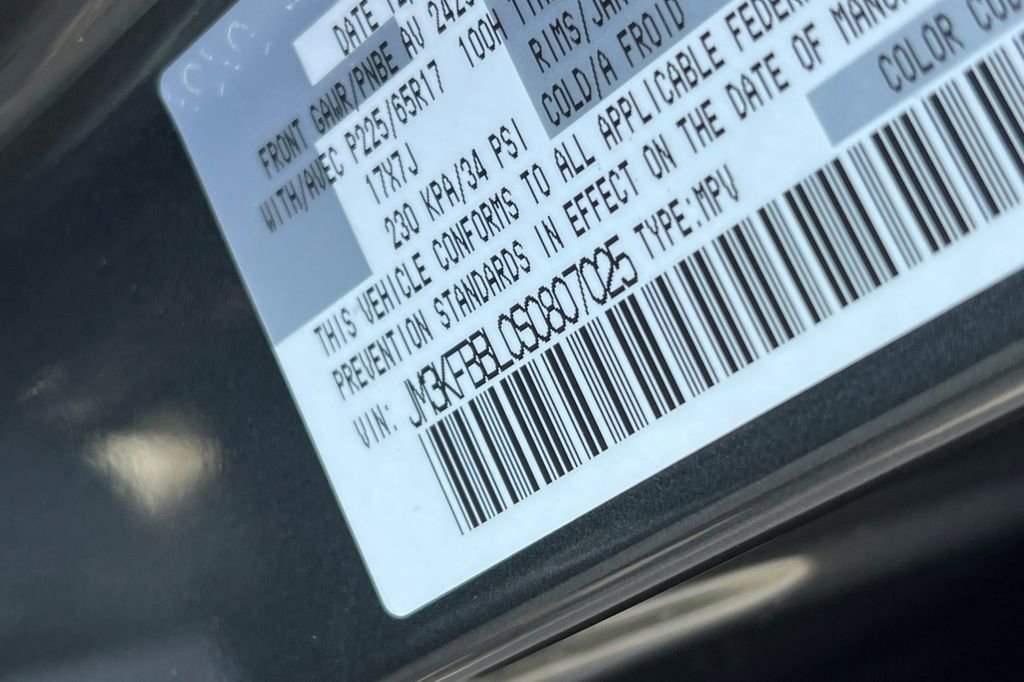 DATE
FRONT GAWR/PNBE AV 242
WITH/AVEC P225/65R17 100H
17X7J RIMS/JAN
230 KPA/34 PSI COLD/A FROID
THIS VEHICLE CONFORMS TO ALL APPLICABLE FEDER
PREVENTION STANDARDS IN EFFECT ON THE DATE OF MANU
VIN: JM3KFBBL0S0807025 TYPE:MPV COLOR COD